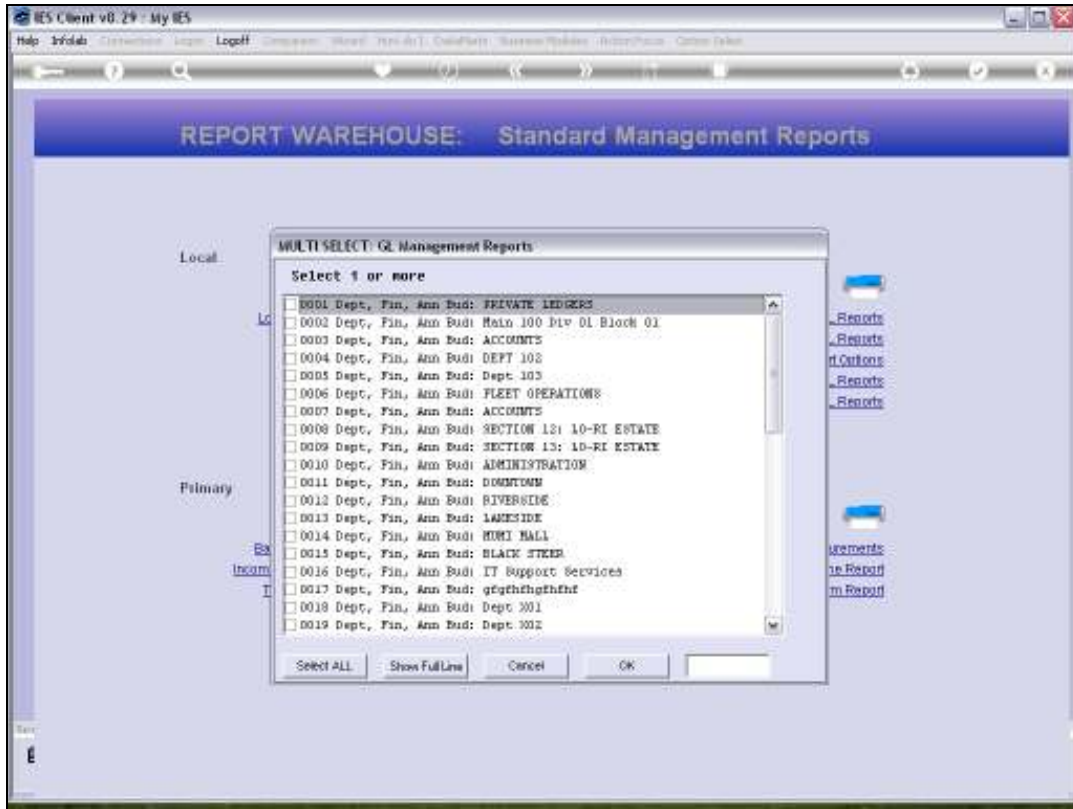 IES Client v8.29 : My IES
Help Infolab Logoff
REPORT WAREHOUSE: Standard Management Reports
Local
MULTI SELECT: GL Management Reports
Select 1 or more
0001 Dept, Fin, Ann Bud: PRIVATE LEDGERS
0002 Dept, Fin, Ann Bud: Main 100 Div 01 Block 01
0003 Dept, Fin, Ann Bud: ACCOUNTS
0004 Dept, Fin, Ann Bud: DEPT 102
0005 Dept, Fin, Ann Bud: Dept 103
0006 Dept, Fin, Ann Bud: FLEET OPERATIONS
0007 Dept, Fin, Ann Bud: ACCOUNTS
0008 Dept, Fin, Ann Bud: SECTION 12: 10-RI ESTATE
0009 Dept, Fin, Ann Bud: SECTION 13: 10-RI ESTATE
0010 Dept, Fin, Ann Bud: ADMINISTRATION
0011 Dept, Fin, Ann Bud: DOWNTOWN
0012 Dept, Fin, Ann Bud: RIVERSIDE
0013 Dept, Fin, Ann Bud: LAKESIDE
0014 Dept, Fin, Ann Bud: MUMI MALL
0015 Dept, Fin, Ann Bud: BLACK STEER
0016 Dept, Fin, Ann Bud: IT Support Services
0017 Dept, Fin, Ann Bud: gfgfhfhgfhfhf
0018 Dept, Fin, Ann Bud: Dept X01
0019 Dept, Fin, Ann Bud: Dept X02
Reports
Reports
Options
Reports
Reports
Primary
Report
Report
Select ALL Show Full Line Cancel OK